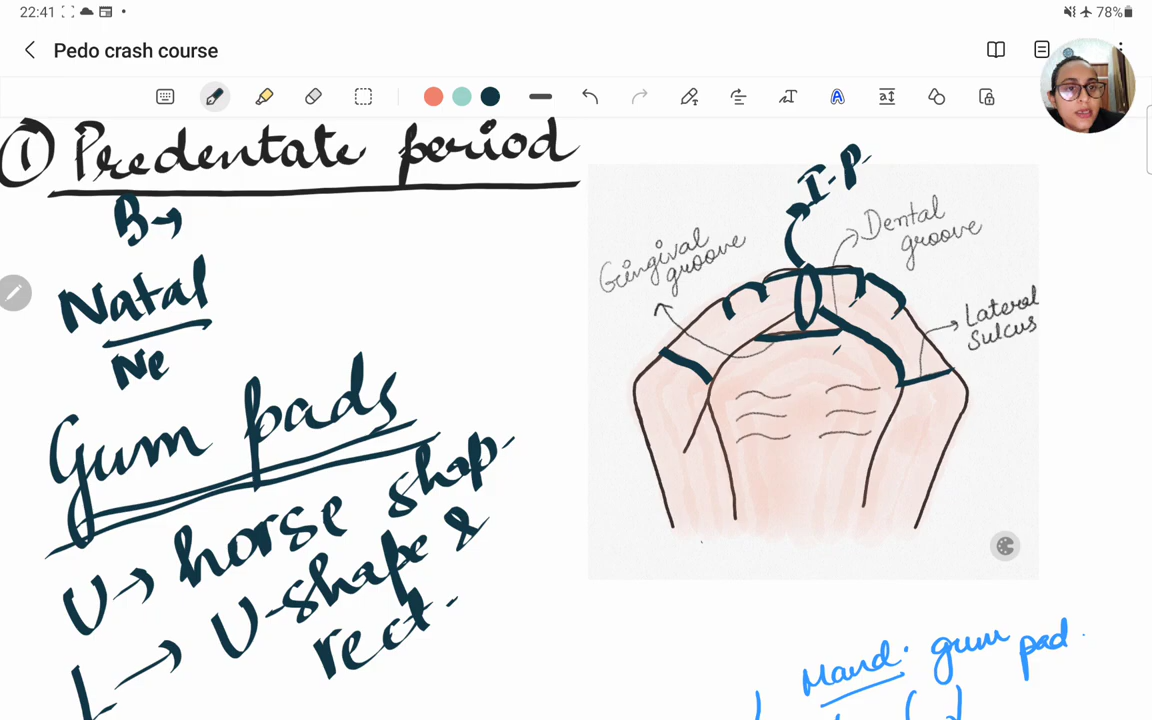 22:41
78%
Pedo crash course
① Predentate period
B→
Natal
Ne
Gum pads
U→ horse shap.
L→ U-shape &
rect.
I.P.
Gingival
groove
Dental
groove
Lateral
sulcus
Mand. gum pad.